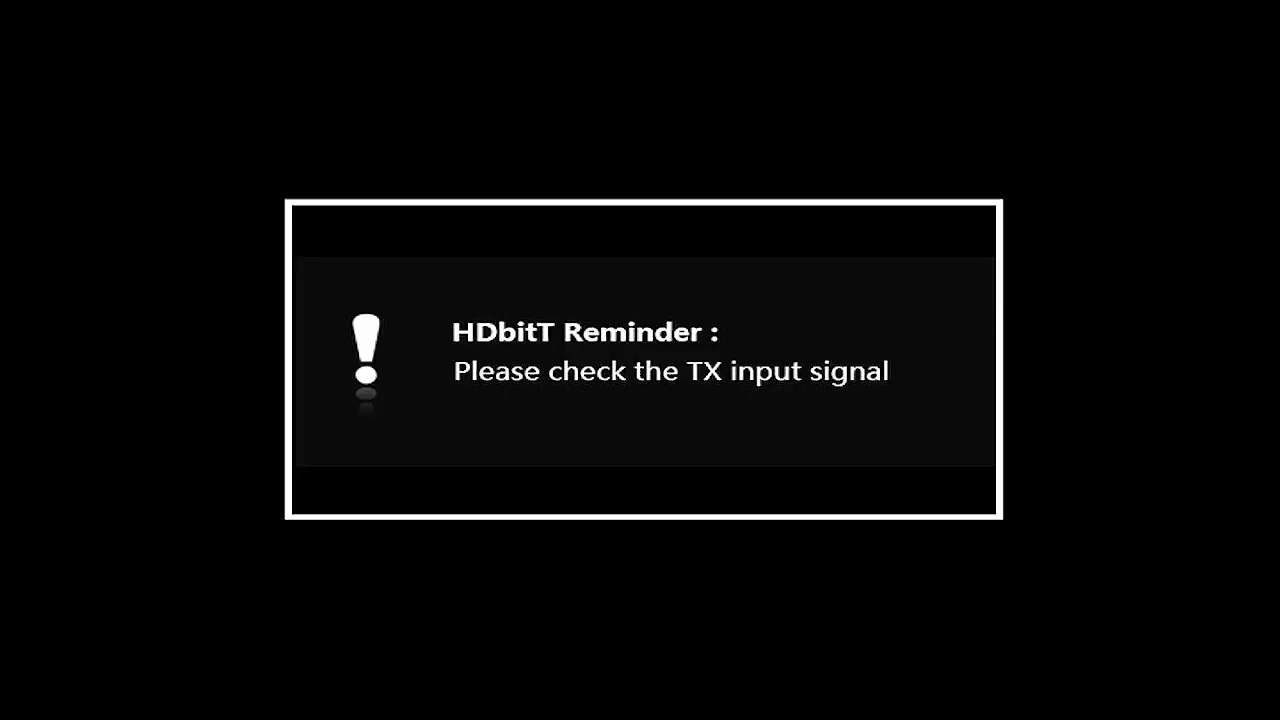 HDbitT Reminder :
Please check the TX input signal